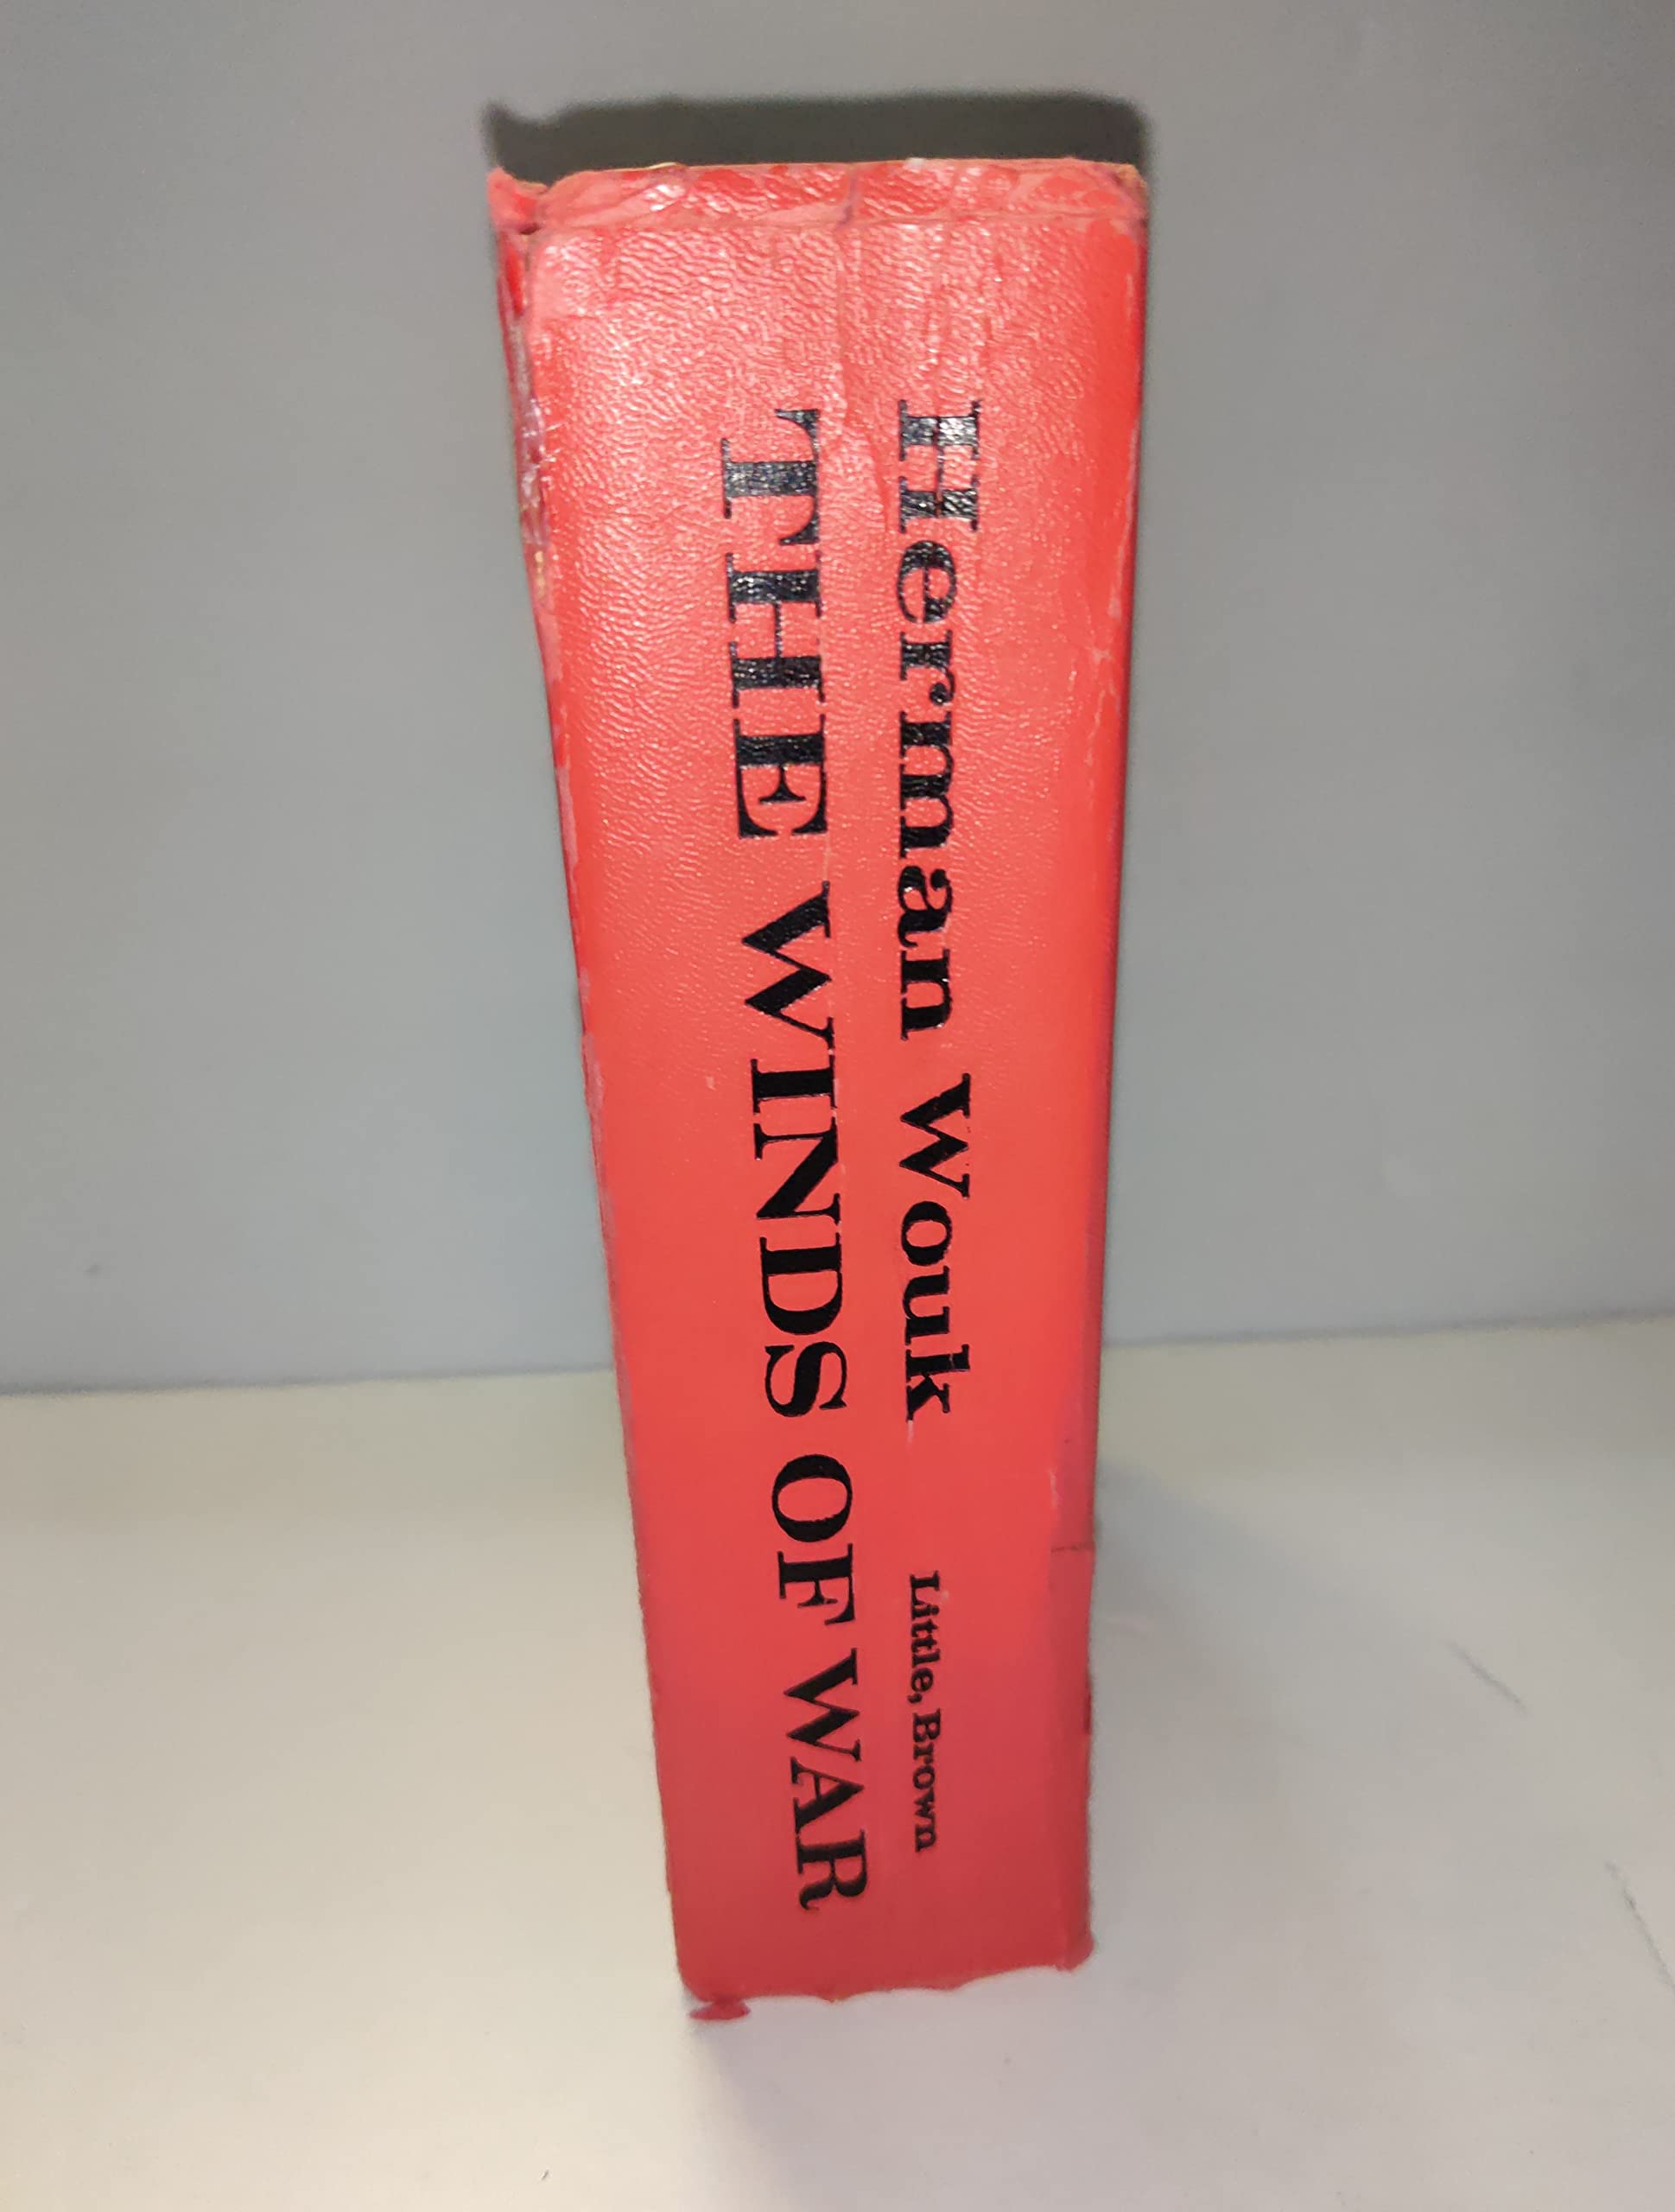 Herman Wouk
Little, Brown
THE WINDS OF WAR